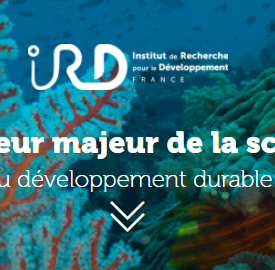 iRD
Institut de Recherche
pour le Développement
FRANCE
eur majeur de la sc
u développement durable